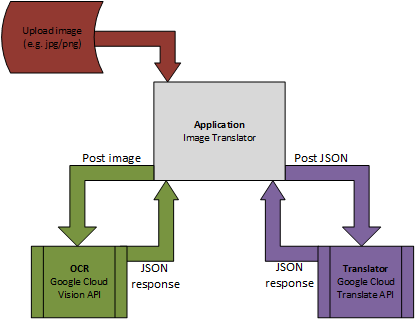 Upload image
(e.g. jpg/png)
Application
Image Translator
Post image
Post JSON
OCR
Google Cloud
Vision API
JSON
response
JSON
response
Translator
Google Cloud
Translate API